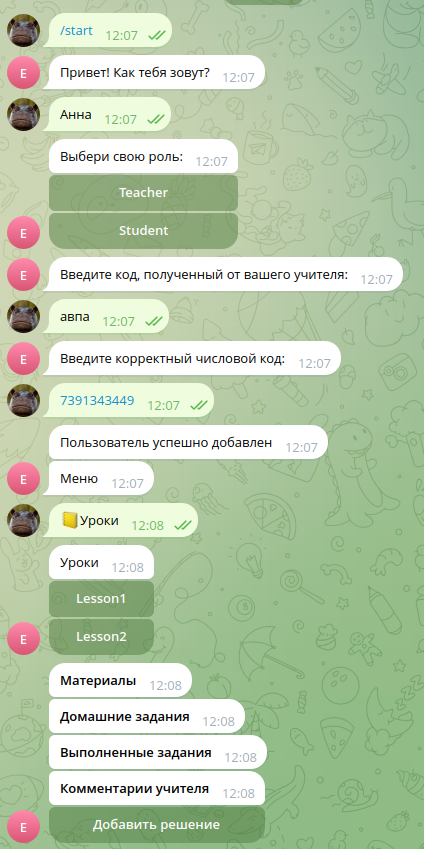 /start 12:07
E
Привет! Как тебя зовут? 12:07
Анна 12:07
Выбери свою роль: 12:07
Teacher
Student
E
Введите код, полученный от вашего учителя: 12:07
E
авпа 12:07
Введите корректный числовой код: 12:07
E
7391343449 12:07
Пользователь успешно добавлен 12:07
Меню 12:07
E
Уроки 12:08
Уроки 12:08
Lesson1
Lesson2
E
Материалы 12:08
Домашние задания 12:08
Выполненные задания 12:08
Комментарии учителя 12:08
Добавить решение
E